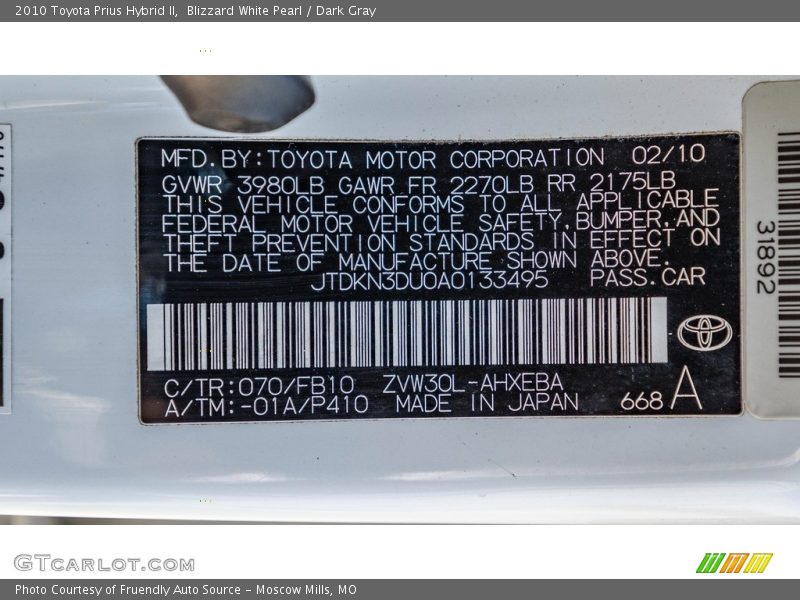 2010 Toyota Prius Hybrid II, Blizzard White Pearl / Dark Gray
MFD.BY:TOYOTA MOTOR CORPORATION 02/10
GVWR 3980LB GAWR FR 2270LB RR 2175LB
THIS VEHICLE CONFORMS TO ALL APPLICABLE
FEDERAL MOTOR VEHICLE SAFETY,BUMPER,AND
THEFT PREVENTION STANDARDS IN EFFECT ON
THE DATE OF MANUFACTURE SHOWN ABOVE.
JTDKN3DU0A0133495 PASS.CAR
C/TR:070/FB10 ZVW30L-AHXEBA
A/TM:-01A/P410 MADE IN JAPAN 668 A
31892
GTCARLOT.COM
Photo Courtesy of Fruendly Auto Source - Moscow Mills, MO